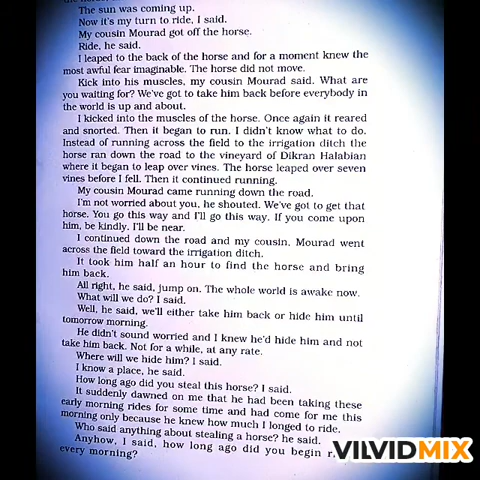 The sun was coming up.
Now it's my turn to ride, I said.
My cousin Mourad got off the horse.
Ride, he said.
I leaped to the back of the horse and for a moment knew the
most awful fear imaginable. The horse did not move.
Kick into his muscles, my cousin Mourad said. What are
you waiting for? We've got to take him back before everybody in
the world is up and about.
I kicked into the muscles of the horse. Once again it reared
and snorted. Then it began to run. I didn't know what to do.
Instead of running across the field to the irrigation ditch the
horse ran down the road to the vineyard of Dikran Halabian
where it began to leap over vines. The horse leaped over seven
vines before I fell. Then it continued running.
My cousin Mourad came running down the road.
I'm not worried about you, he shouted. We've got to get that
horse. You go this way and I'll go this way. If you come upon
him, be kindly. I'll be near.
I continued down the road and my cousin, Mourad went
across the field toward the irrigation ditch.
It took him half an hour to find the horse and bring
him back.
All right, he said, jump on. The whole world is awake now.
What will we do? I said.
Well, he said, we'll either take him back or hide him until
tomorrow morning.
He didn't sound worried and I knew he'd hide him and not
take him back. Not for a while, at any rate.
Where will we hide him? I said.
I know a place, he said.
How long ago did you steal this horse? I said.
It suddenly dawned on me that he had been taking these
early morning rides for some time and had come for me this
morning only because he knew how much I longed to ride.
Who said anything about stealing a horse? he said.
Anyhow, I said, how long ago did you begin
every morning?
VILVIDMIX